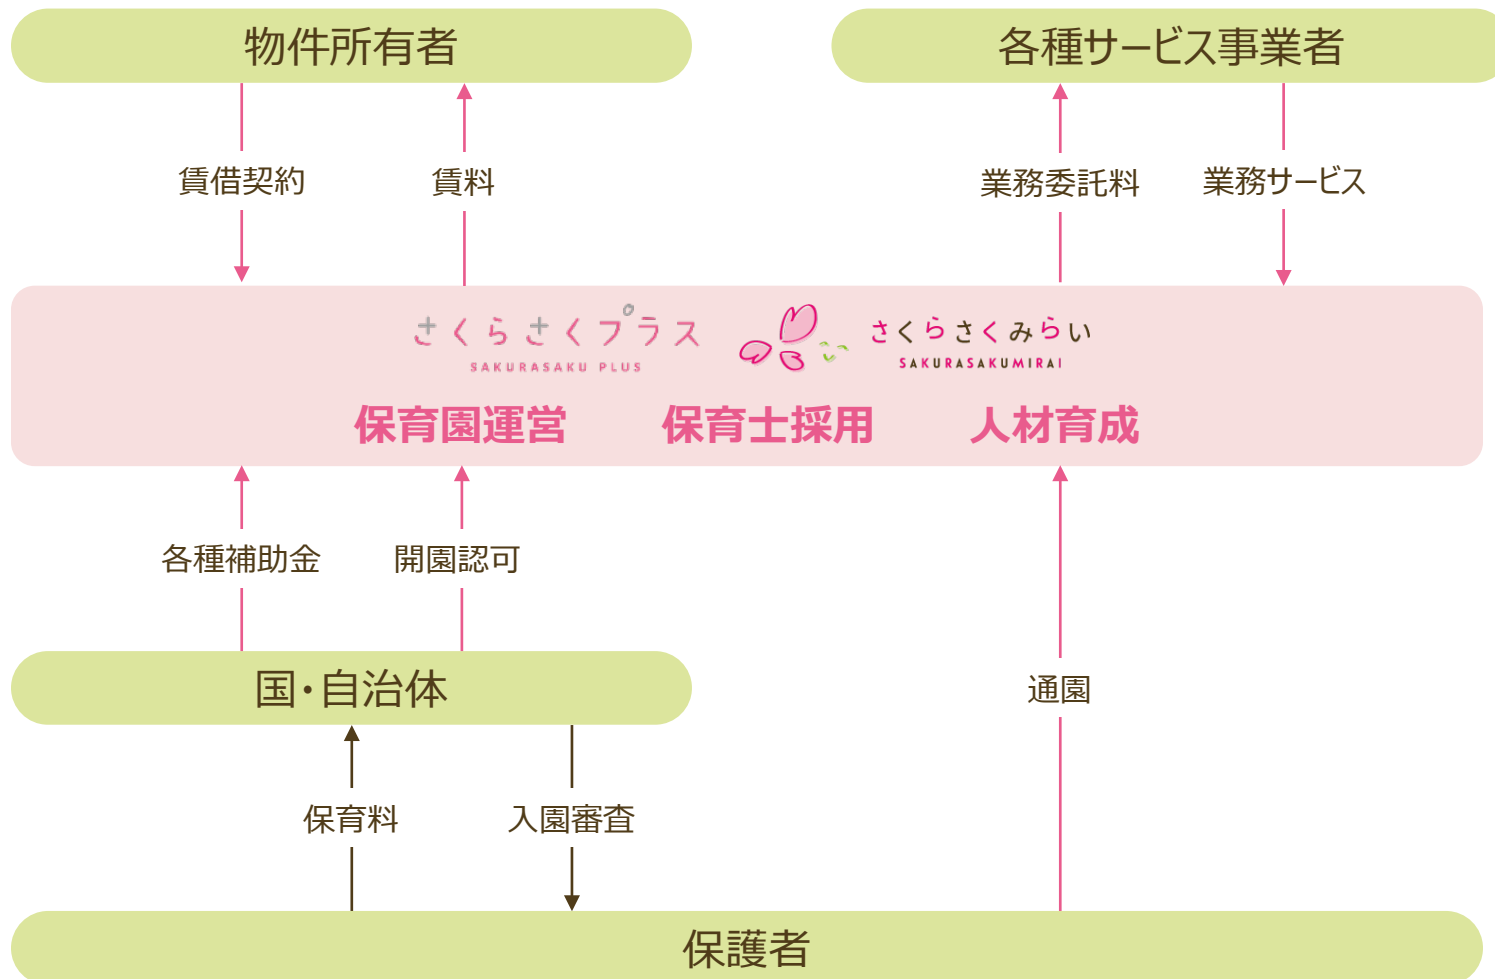 物件所有者
各種サービス事業者
賃借契約
賃料
業務委託料
業務サービス
さくらさくプラス
SAKURASAKU PLUS
さくらさくみらい
SAKURASAKUMIRAI
保育園運営
保育士採用
人材育成
各種補助金
開園認可
国・自治体
通園
保育料
入園審査
保護者